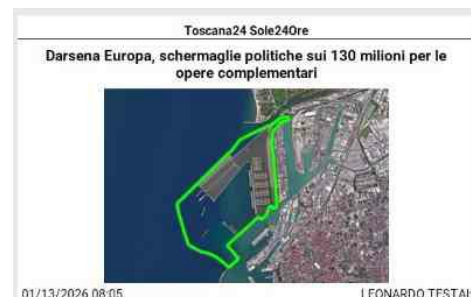 Toscana24 Sole24Ore
Darsena Europa, schermaglie politiche sui 130 milioni per le
opere complementari
01/13/2026 08:05
LEONARDO TESTAI